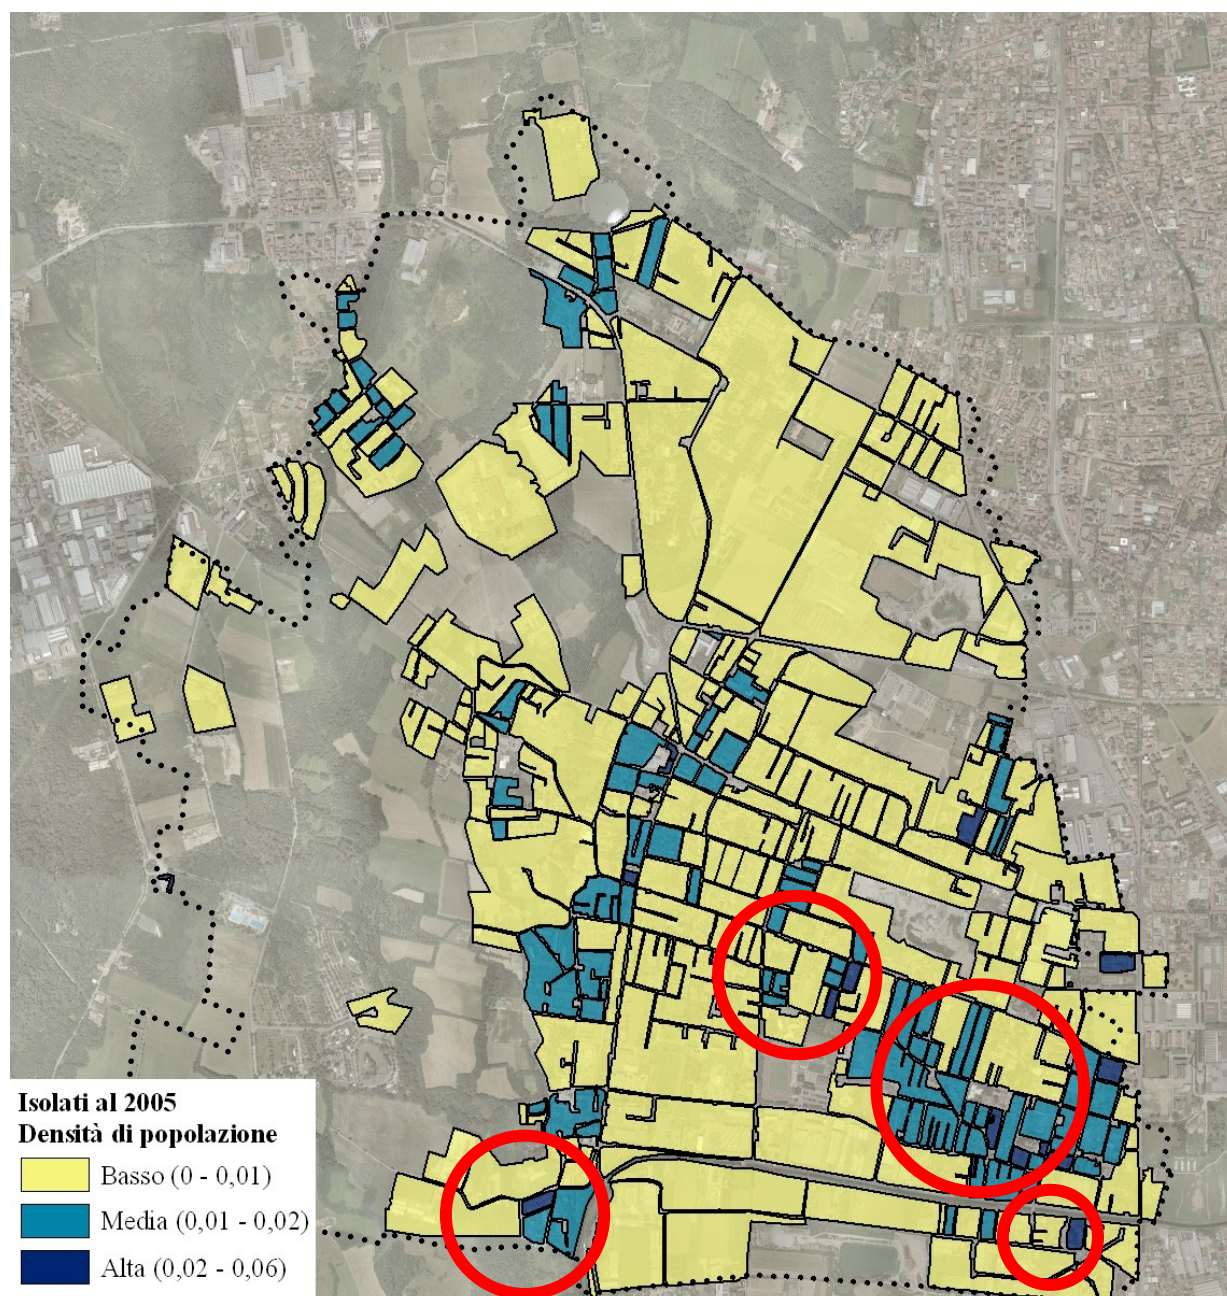 Isolati al 2005
Densità di popolazione
Basso (0 - 0,01)
Media (0,01 - 0,02)
Alta (0,02 - 0,06)